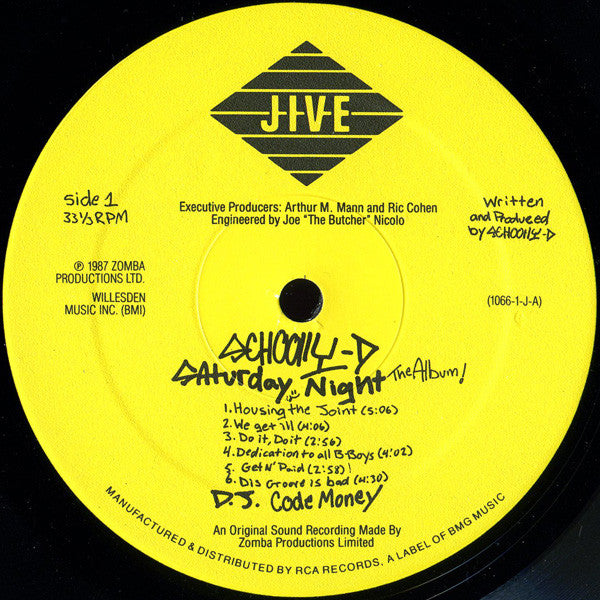 JIVE
Side 1
33⅓ RPM
Executive Producers: Arthur M. Mann and Ric Cohen
Engineered by Joe "The Butcher" Nicolo
Written
and Produced
by SCHOOLLY-D
℗ 1987 ZOMBA
PRODUCTIONS LTD.
WILLESDEN
MUSIC INC. (BMI)
(1066-1-J-A)
SCHOOLLY-D
SAturday Night The Album!
1. Housing the Joint (5:06)
2. We get ill (4:06)
3. Do it, Do it (2:56)
4. Dedication to all B-Boys (4:02)
5. Get N' Paid (2:58)!
6. Dis Groove is bad (4:30)
D.J. Code Money
An Original Sound Recording Made By
Zomba Productions Limited
MANUFACTURED & DISTRIBUTED BY RCA RECORDS, A LABEL OF BMG MUSIC